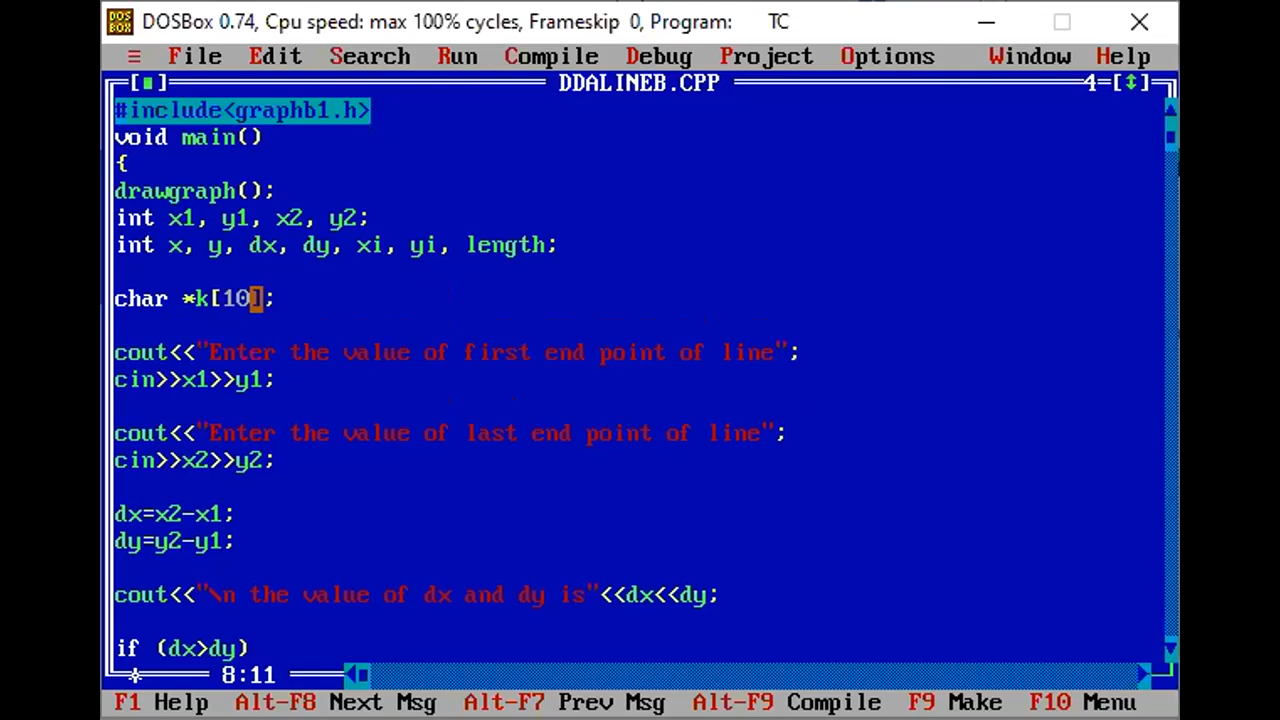 DOS BOX DOSBox 0.74, Cpu speed: max 100% cycles, Frameskip 0, Program: TC
≡ File Edit Search Run Compile Debug Project Options Window Help
[■] DDALINEB.CPP 4=[↕]
#include<graphb1.h>
void main()
{
drawgraph();
int x1, y1, x2, y2;
int x, y, dx, dy, xi, yi, length;
char *k[10];
cout<<"Enter the value of first end point of line";
cin>>x1>>y1;
cout<<"Enter the value of last end point of line";
cin>>x2>>y2;
dx=x2-x1;
dy=y2-y1;
cout<<"\n the value of dx and dy is"<<dx<<dy;
if (dx>dy)
8:11
F1 Help Alt-F8 Next Msg Alt-F7 Prev Msg Alt-F9 Compile F9 Make F10 Menu